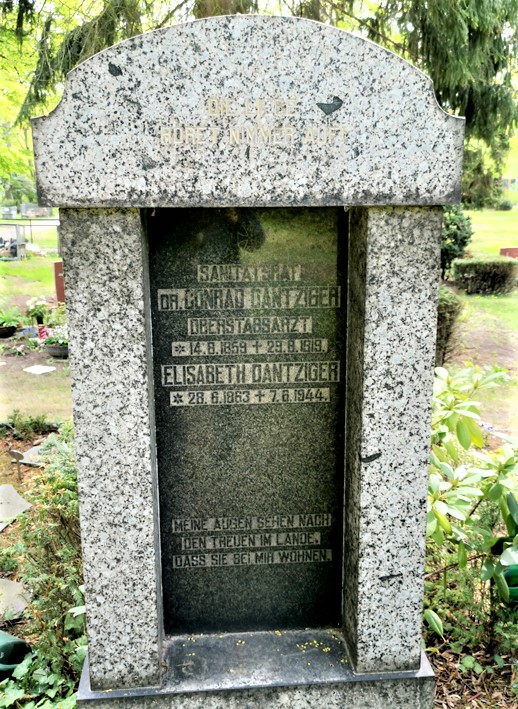 DIE LIEBE
HÖRET NIMMER AUF.
SANITÄTSRAT
DR. CONRAD DANTZIGER
OBERSTABSARZT
* 14.8.1859 + 29.8.1919.
ELISABETH DANTZIGER
* 28.6.1863 + 7.6.1944.
MEINE AUGEN SEHEN NACH
DEN TREUEN IM LANDE,
DASS SIE BEI MIR WOHNEN.